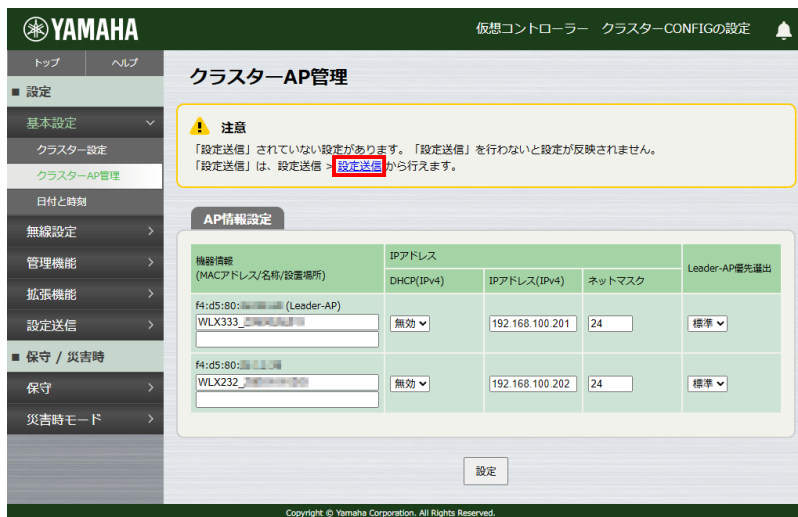 YAMAHA
仮想コントローラー クラスターCONFIGの設定
トップ ヘルプ
■ 設定
基本設定
クラスター設定
クラスターAP管理
日付と時刻
無線設定
管理機能
拡張機能
設定送信
■ 保守 / 災害時
保守
災害時モード
クラスターAP管理
注意
「設定送信」されていない設定があります。「設定送信」を行わないと設定が反映されません。
「設定送信」は、設定送信 > 設定送信 から行えます。
AP情報設定
機器情報
(MACアドレス/名称/設置場所)
IPアドレス
DHCP(IPv4) IPアドレス(IPv4) ネットマスク
Leader-AP優先選出
f4:d5:80: (Leader-AP)
WLX333_ 無効 192.168.100.201 24 標準
f4:d5:80:
WLX232_ 無効 192.168.100.202 24 標準
設定
Copyright © Yamaha Corporation. All Rights Reserved.